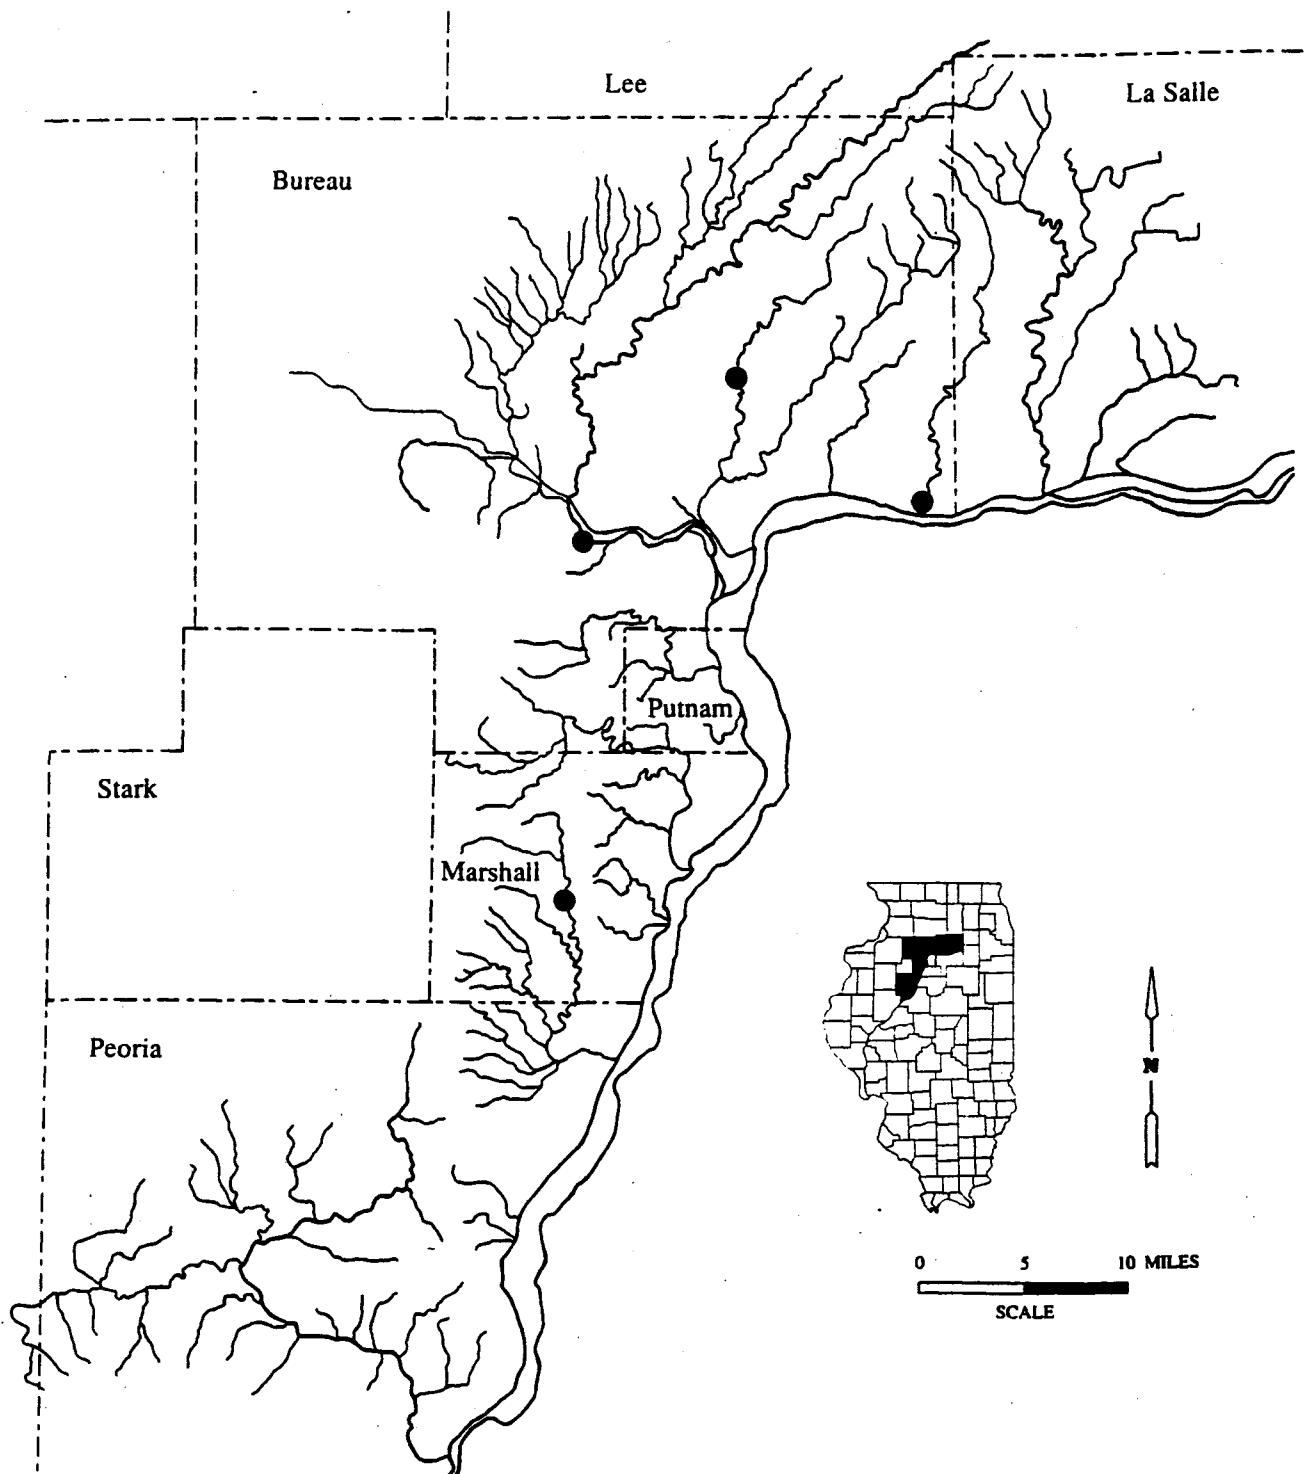 Lee
La Salle
Bureau
Putnam
Stark
Marshall
Peoria
N
0 5 10 MILES
SCALE